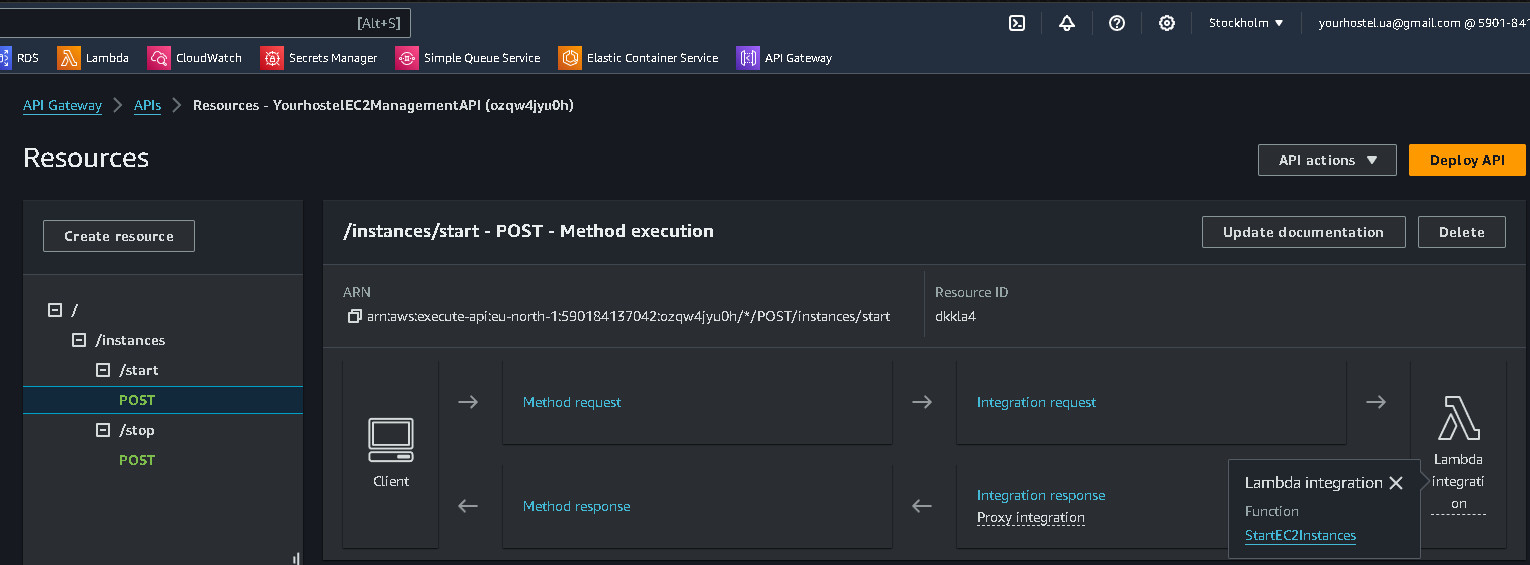 [Alt+S]
Stockholm ▼
yourhostel.ua@gmail.com @ 5901-841
RDS
Lambda
CloudWatch
Secrets Manager
Simple Queue Service
Elastic Container Service
API Gateway
API Gateway > APIs > Resources - YourhostelEC2ManagementAPI (ozqw4jyu0h)
Resources
API actions ▼
Deploy API
Create resource
/
/instances
/start
POST
/stop
POST
/instances/start - POST - Method execution
Update documentation
Delete
ARN
arn:aws:execute-api:eu-north-1:590184137042:ozqw4jyu0h/*/POST/instances/start
Resource ID
dkkla4
Client
Method request
Integration request
Method response
Integration response
Proxy integration
Lambda
integrati
on
Lambda integration
Function
StartEC2Instances